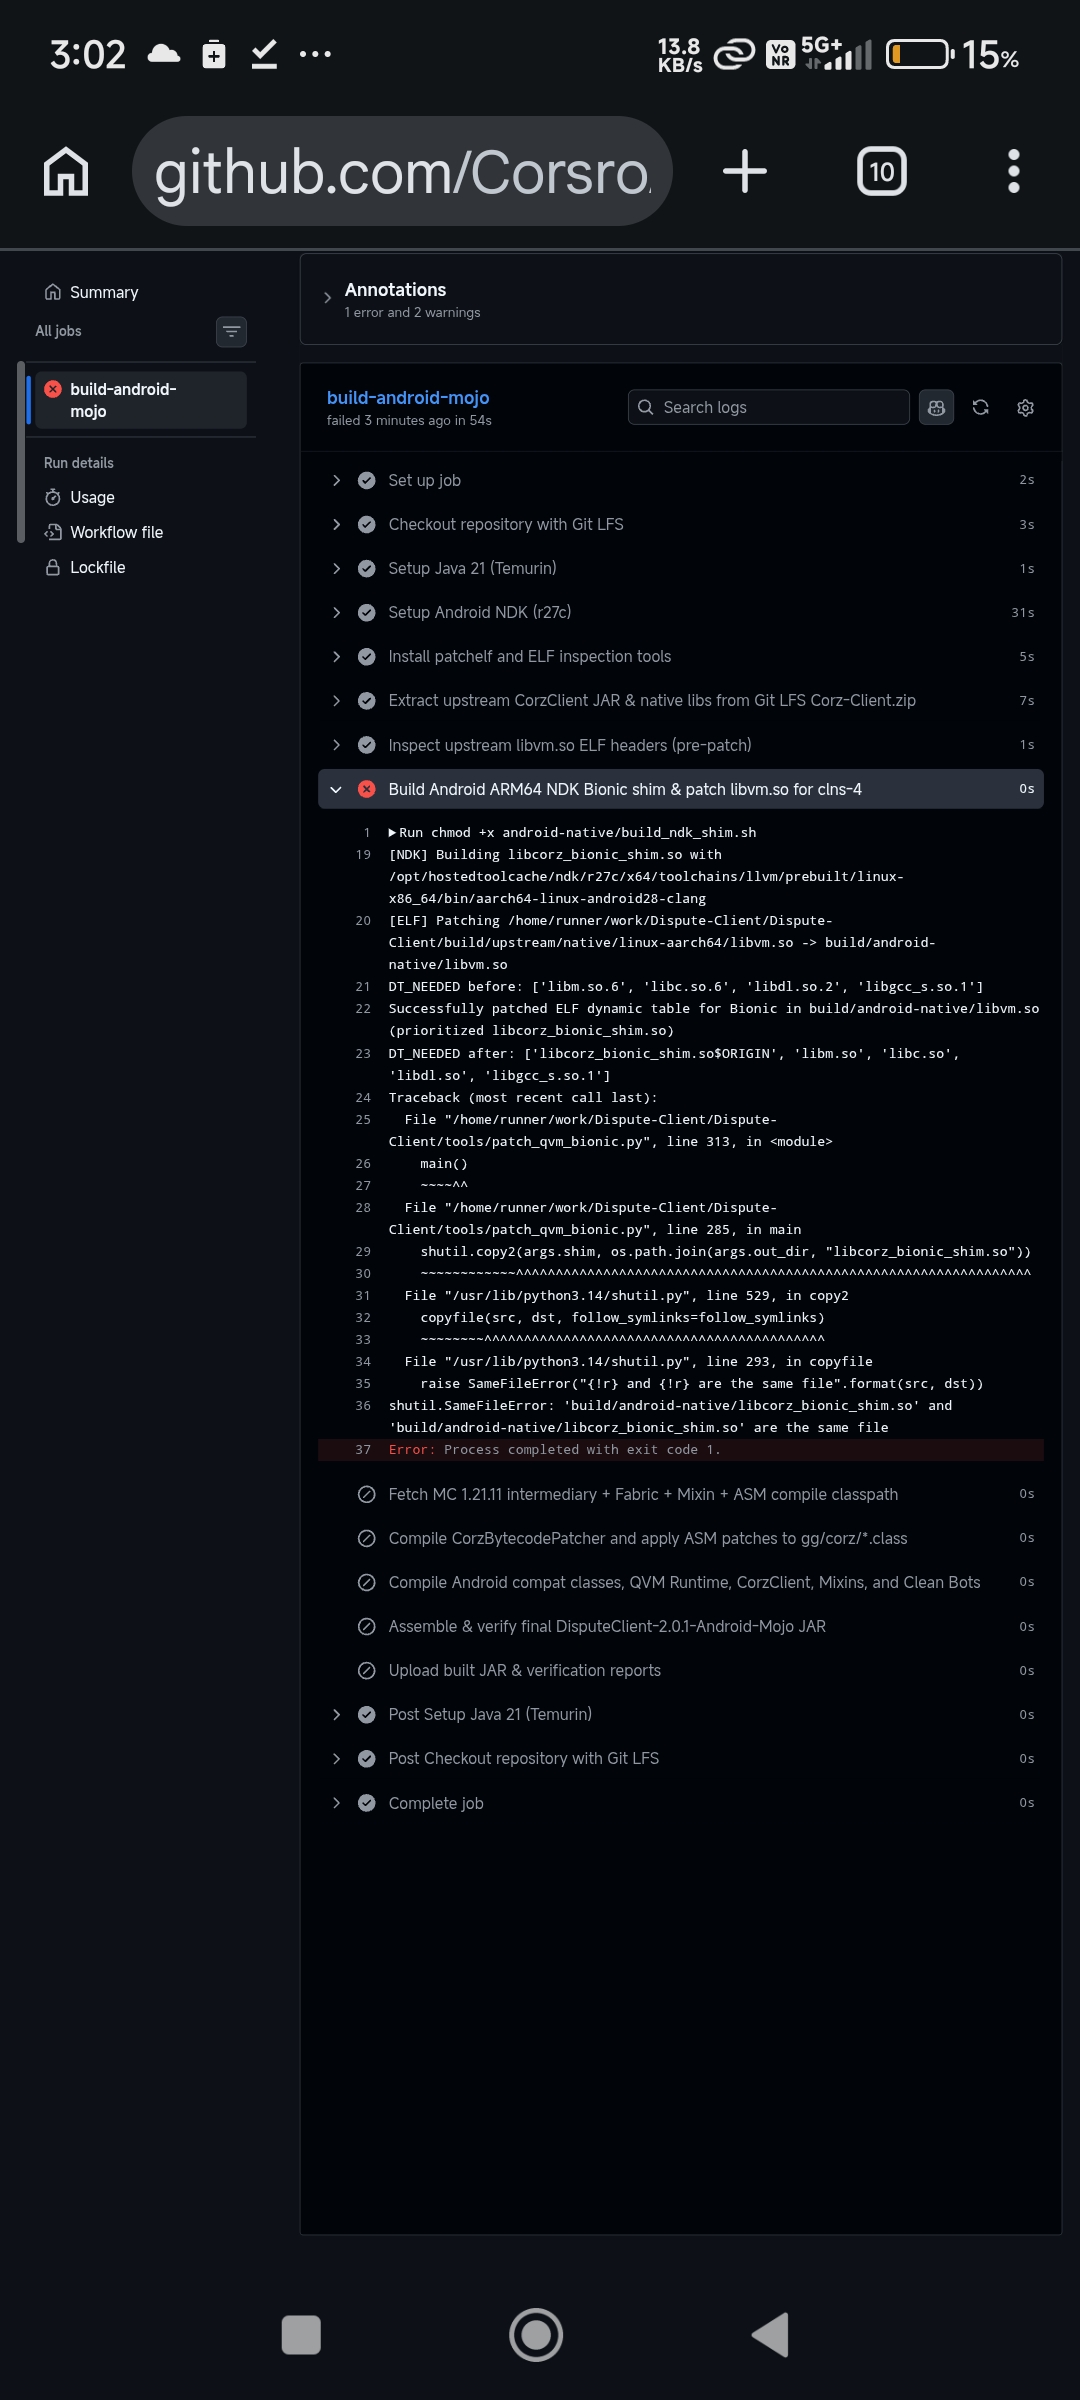 3:02
13.8 KB/s
Vo NR
5G+
15%
github.com/Corsro
10
Summary
All jobs
build-android-
mojo
Run details
Usage
Workflow file
Lockfile
Annotations
1 error and 2 warnings
build-android-mojo
failed 3 minutes ago in 54s
Search logs
Set up job 2s
Checkout repository with Git LFS 3s
Setup Java 21 (Temurin) 1s
Setup Android NDK (r27c) 31s
Install patchelf and ELF inspection tools 5s
Extract upstream CorzClient JAR & native libs from Git LFS Corz-Client.zip 7s
Inspect upstream libvm.so ELF headers (pre-patch) 1s
Build Android ARM64 NDK Bionic shim & patch libvm.so for clns-4 0s
1 ▶Run chmod +x android-native/build_ndk_shim.sh
19 [NDK] Building libcorz_bionic_shim.so with
/opt/hostedtoolcache/ndk/r27c/x64/toolchains/llvm/prebuilt/linux-
x86_64/bin/aarch64-linux-android28-clang
20 [ELF] Patching /home/runner/work/Dispute-Client/Dispute-
Client/build/upstream/native/linux-aarch64/libvm.so -> build/android-
native/libvm.so
21 DT_NEEDED before: ['libm.so.6', 'libc.so.6', 'libdl.so.2', 'libgcc_s.so.1']
22 Successfully patched ELF dynamic table for Bionic in build/android-native/libvm.so
(prioritized libcorz_bionic_shim.so)
23 DT_NEEDED after: ['libcorz_bionic_shim.so$ORIGIN', 'libm.so', 'libc.so',
'libdl.so', 'libgcc_s.so.1']
24 Traceback (most recent call last):
25 File "/home/runner/work/Dispute-Client/Dispute-
Client/tools/patch_qvm_bionic.py", line 313, in <module>
26 main()
27 ~~~~^^
28 File "/home/runner/work/Dispute-Client/Dispute-
Client/tools/patch_qvm_bionic.py", line 285, in main
29 shutil.copy2(args.shim, os.path.join(args.out_dir, "libcorz_bionic_shim.so"))
30 ~~~~~~~~~~~~^^^^^^^^^^^^^^^^^^^^^^^^^^^^^^^^^^^^^^^^^^^^^^^^^^^^^^^^^^^^^^^^^
31 File "/usr/lib/python3.14/shutil.py", line 529, in copy2
32 copyfile(src, dst, follow_symlinks=follow_symlinks)
33 ~~~~~~~~^^^^^^^^^^^^^^^^^^^^^^^^^^^^^^^^^^^^^^^^^^^
34 File "/usr/lib/python3.14/shutil.py", line 293, in copyfile
35 raise SameFileError("{!r} and {!r} are the same file".format(src, dst))
36 shutil.SameFileError: 'build/android-native/libcorz_bionic_shim.so' and
'build/android-native/libcorz_bionic_shim.so' are the same file
37 Error: Process completed with exit code 1.
Fetch MC 1.21.11 intermediary + Fabric + Mixin + ASM compile classpath 0s
Compile CorzBytecodePatcher and apply ASM patches to gg/corz/*.class 0s
Compile Android compat classes, QVM Runtime, CorzClient, Mixins, and Clean Bots 0s
Assemble & verify final DisputeClient-2.0.1-Android-Mojo JAR 0s
Upload built JAR & verification reports 0s
Post Setup Java 21 (Temurin) 0s
Post Checkout repository with Git LFS 0s
Complete job 0s